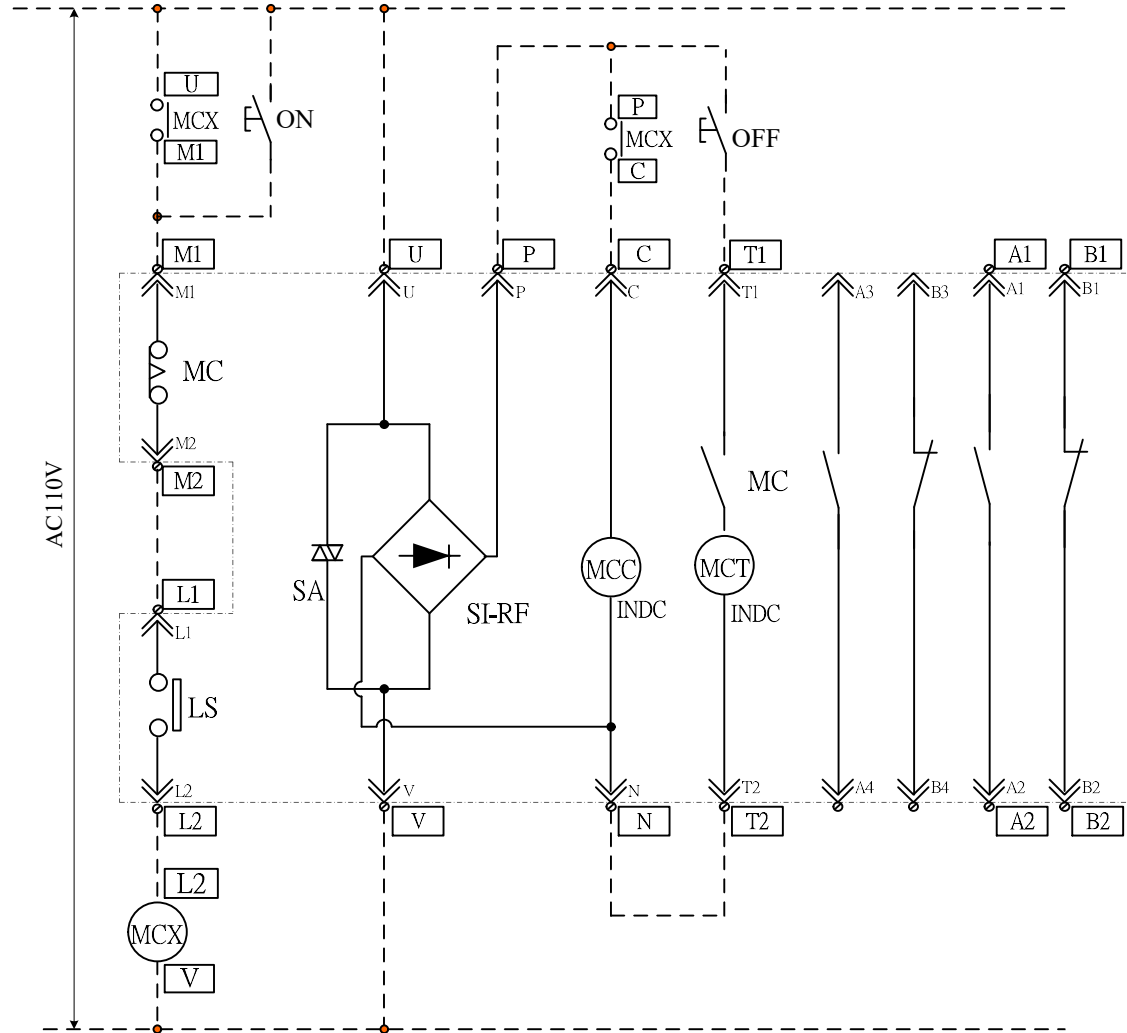 U
MCX
ON
M1
P
MCX
OFF
C
M1
U
P
C
T1
A1
B1
M1
U
P
C
T1
A3
B3
A1
B1
MC
M2
M2
MC
AC110V
SA
MCC
MCT
L1
SI-RF
INDC
INDC
L1
LS
L2
V
N
T2
A4
B4
A2
B2
L2
V
N
T2
A2
B2
L2
MCX
V